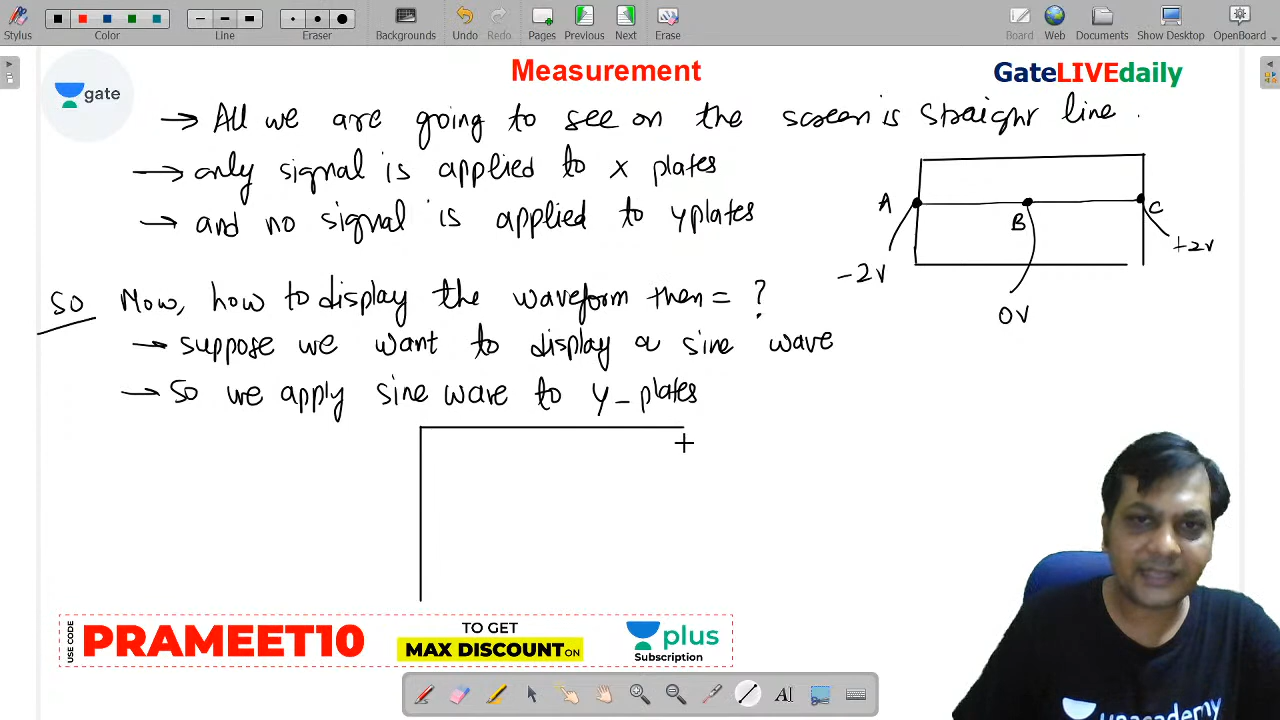 Stylus
Color
Line
Eraser
Backgrounds
Undo
Redo
Pages
Previous
Next
Erase
Board
Web
Documents
Show Desktop
OpenBoard
gate
Measurement
GateLIVEdaily
→ All we are going to see on the screen is straight line.
→ only signal is applied to x plates
→ and no signal is applied to y plates
A
B
C
-2V
0V
+2V
SO Now, how to display the waveform then = ?
→ suppose we want to display a sine wave
→ So we apply sine wave to y-plates
USE CODE
PRAMEET10
TO GET
MAX DISCOUNT ON
plus
Subscription
AI
unacademy